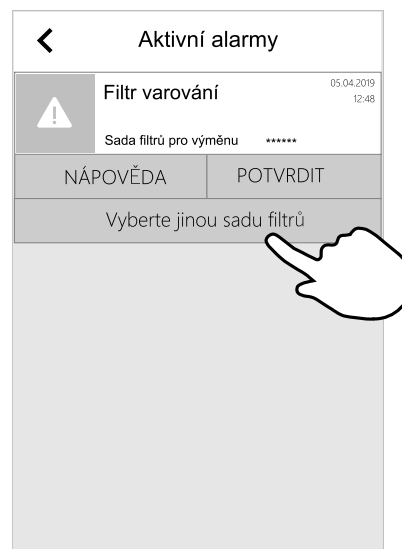 Aktivní alarmy
Filtr varování
05.04.2019
12:48
Sada filtrů pro výměnu ******
NÁPOVĚDA POTVRDIT
Vyberte jinou sadu filtrů